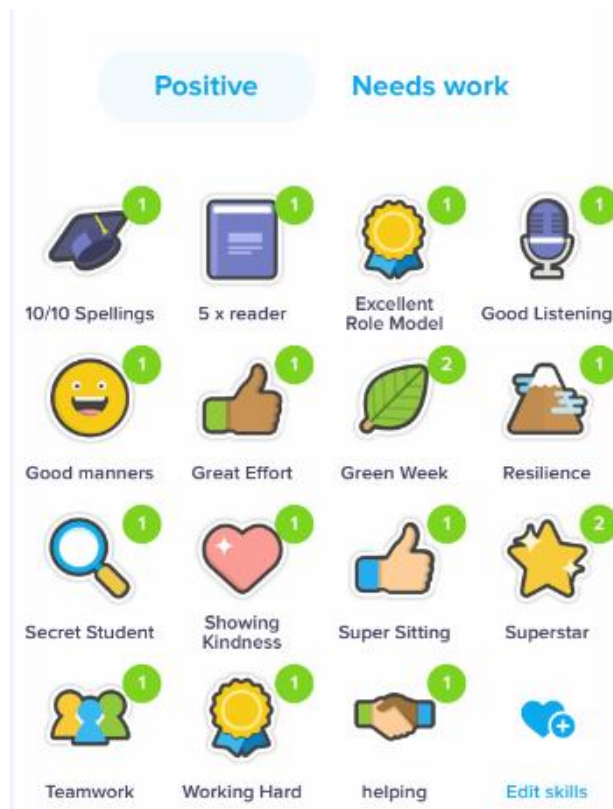 Positive Needs work
1 1 1 1
10/10 Spellings 5 x reader Excellent Role Model Good Listening
1 1 2 1
Good manners Great Effort Green Week Resilience
1 1 1 2
Secret Student Showing Kindness Super Sitting Superstar
1 1 1
Teamwork Working Hard helping Edit skills